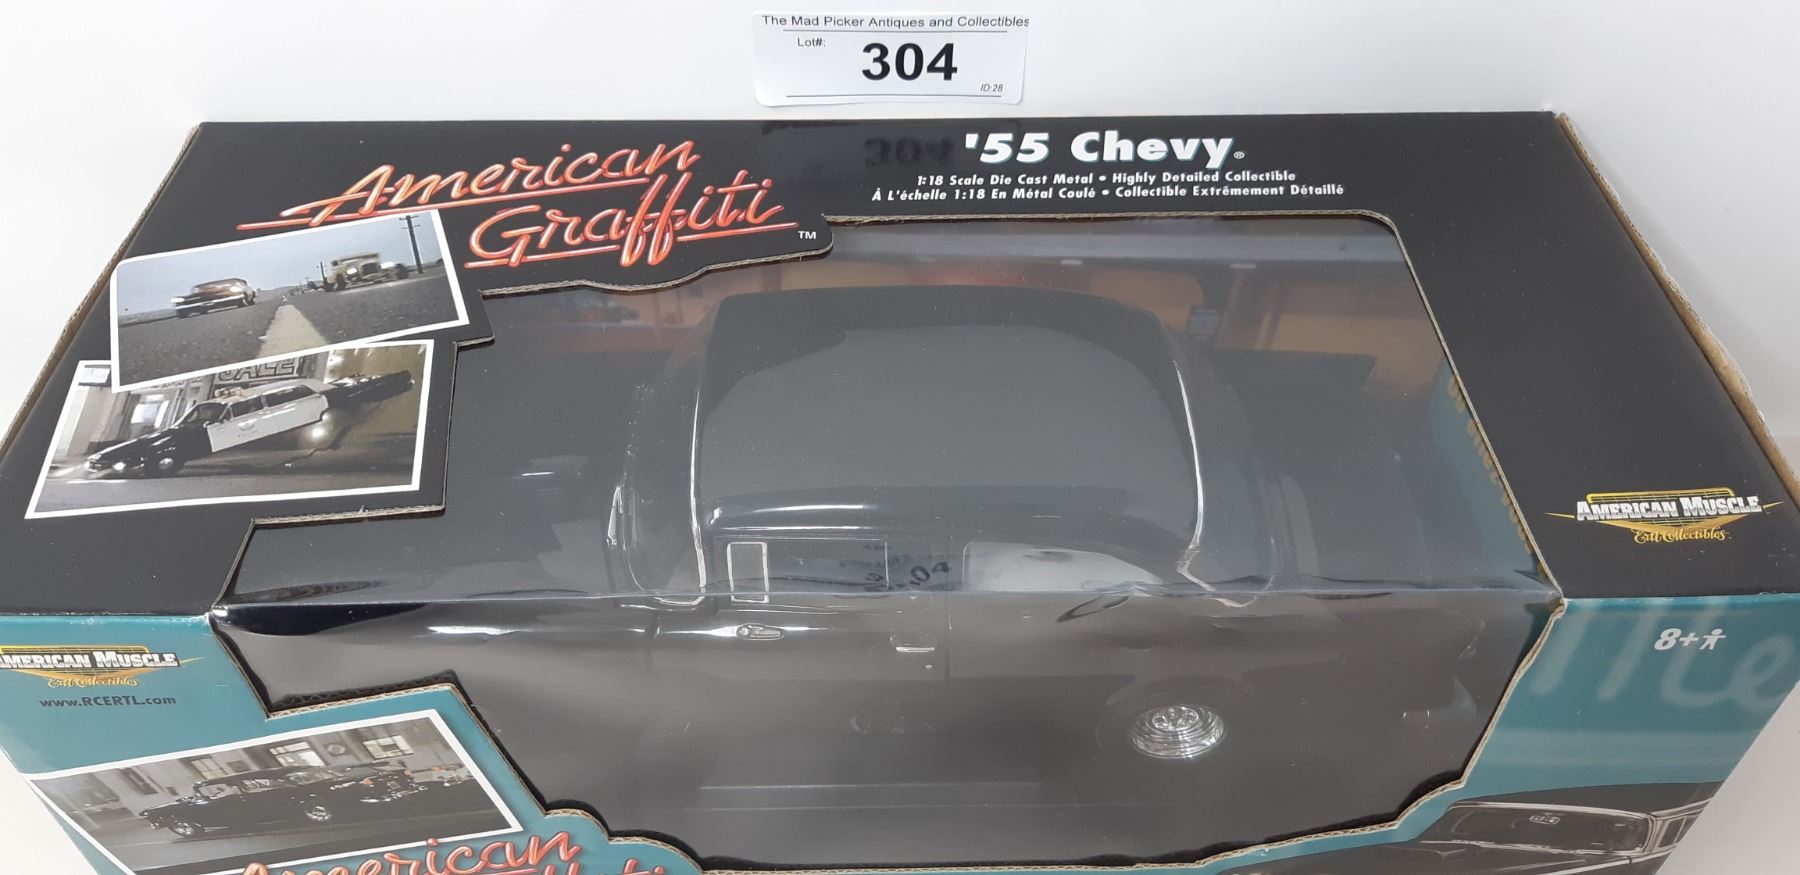 The Mad Picker Antiques and Collectibles
Lot#:
304
ID:28
American
Graffiti
TM
'55 Chevy®
1:18 Scale Die Cast Metal • Highly Detailed Collectible
À L'échelle 1:18 En Métal Coulé • Collectible Extrêmement Détaillé
SALE
AMERICAN MUSCLE
Ertl Collectibles
AMERICAN MUSCLE
Ertl Collectibles
www.RCERTL.com
8+
American